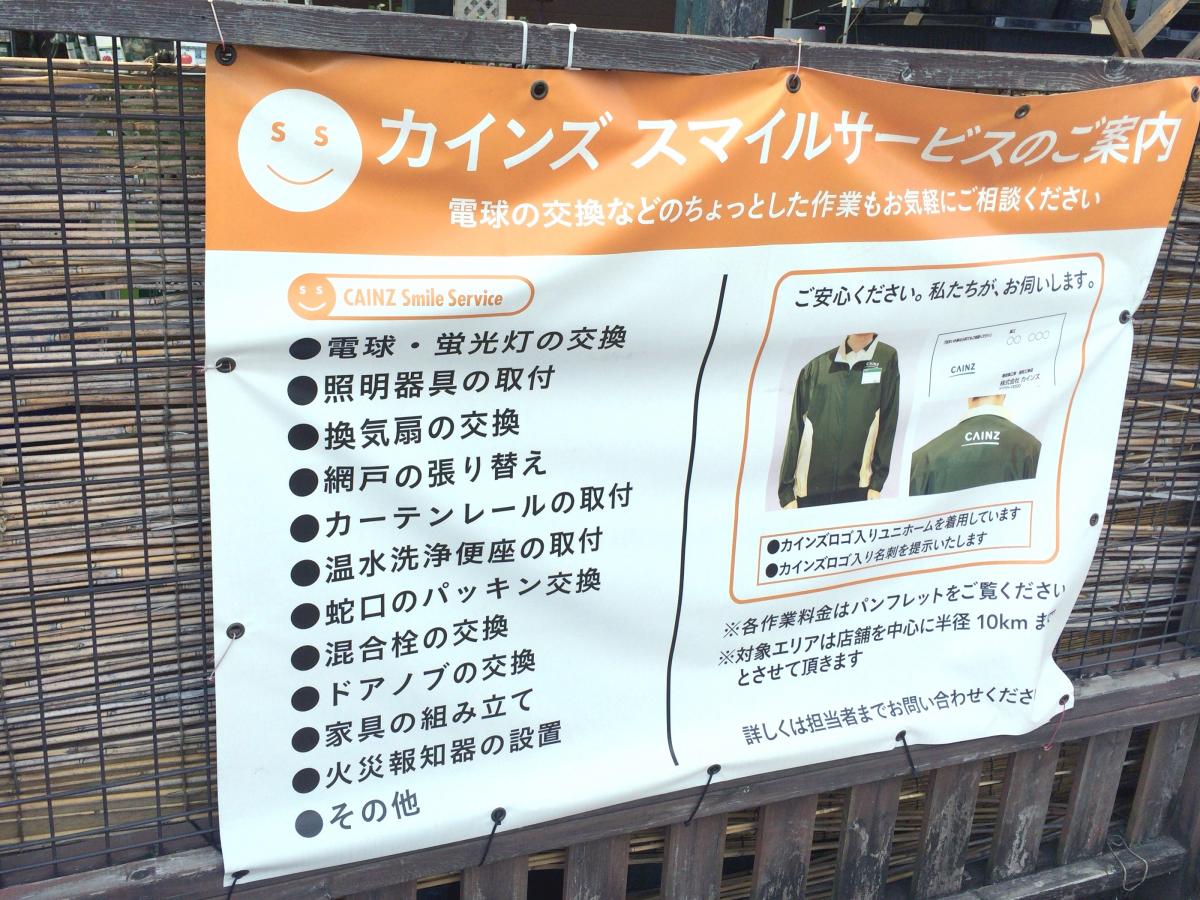 S S
カインズ スマイルサービスのご案内
電球の交換などのちょっとした作業もお気軽にご相談ください
S S
CAINZ Smile Service
●電球・蛍光灯の交換
●照明器具の取付
●換気扇の交換
●網戸の張り替え
●カーテンレールの取付
●温水洗浄便座の取付
●蛇口のパッキン交換
●混合栓の交換
●ドアノブの交換
●家具の組み立て
●火災報知器の設置
●その他
ご安心ください。私たちが、お伺いします。
CAINZ
○○ ○○○
株式会社 カインズ
CAINZ
●カインズロゴ入りユニホームを着用しています
●カインズロゴ入り名刺を提示いたします
※各作業料金はパンフレットをご覧ください
※対象エリアは店舗を中心に半径 10km ま
とさせて頂きます
詳しくは担当者までお問い合わせくださ